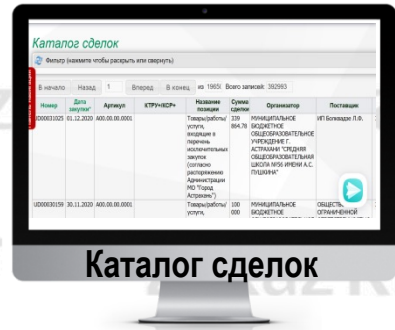 Каталог сделок
Фильтр (нажмите чтобы раскрыть или свернуть)
В начало Назад 1 Вперед В конец из 19650 Всего записей: 392993
Номер Дата закупки* Артикул КТРУ+/КСР+ Название позиции Сумма сделки Организатор Поставщик
UD00031025 01.12.2020 A00.00.00.0001 Товары/работы/услуги, входящие в перечень исключительных закупок (согласно распоряжению Администрации МО "Город Астрахань") 339 864.78 МУНИЦИПАЛЬНОЕ БЮДЖЕТНОЕ ОБЩЕОБРАЗОВАТЕЛЬНОЕ УЧРЕЖДЕНИЕ Г. АСТРАХАНИ "СРЕДНЯЯ ОБЩЕОБРАЗОВАТЕЛЬНАЯ ШКОЛА №56 ИМЕНИ А.С. ПУШКИНА" ИП
UD00030159 30.11.2020 A00.00.00.0001 Товары/работы/услуги, 100 000 МУНИЦИПАЛЬНОЕ БЮДЖЕТНОЕ ОГРАНИЧЕННОЙ
Каталог сделок